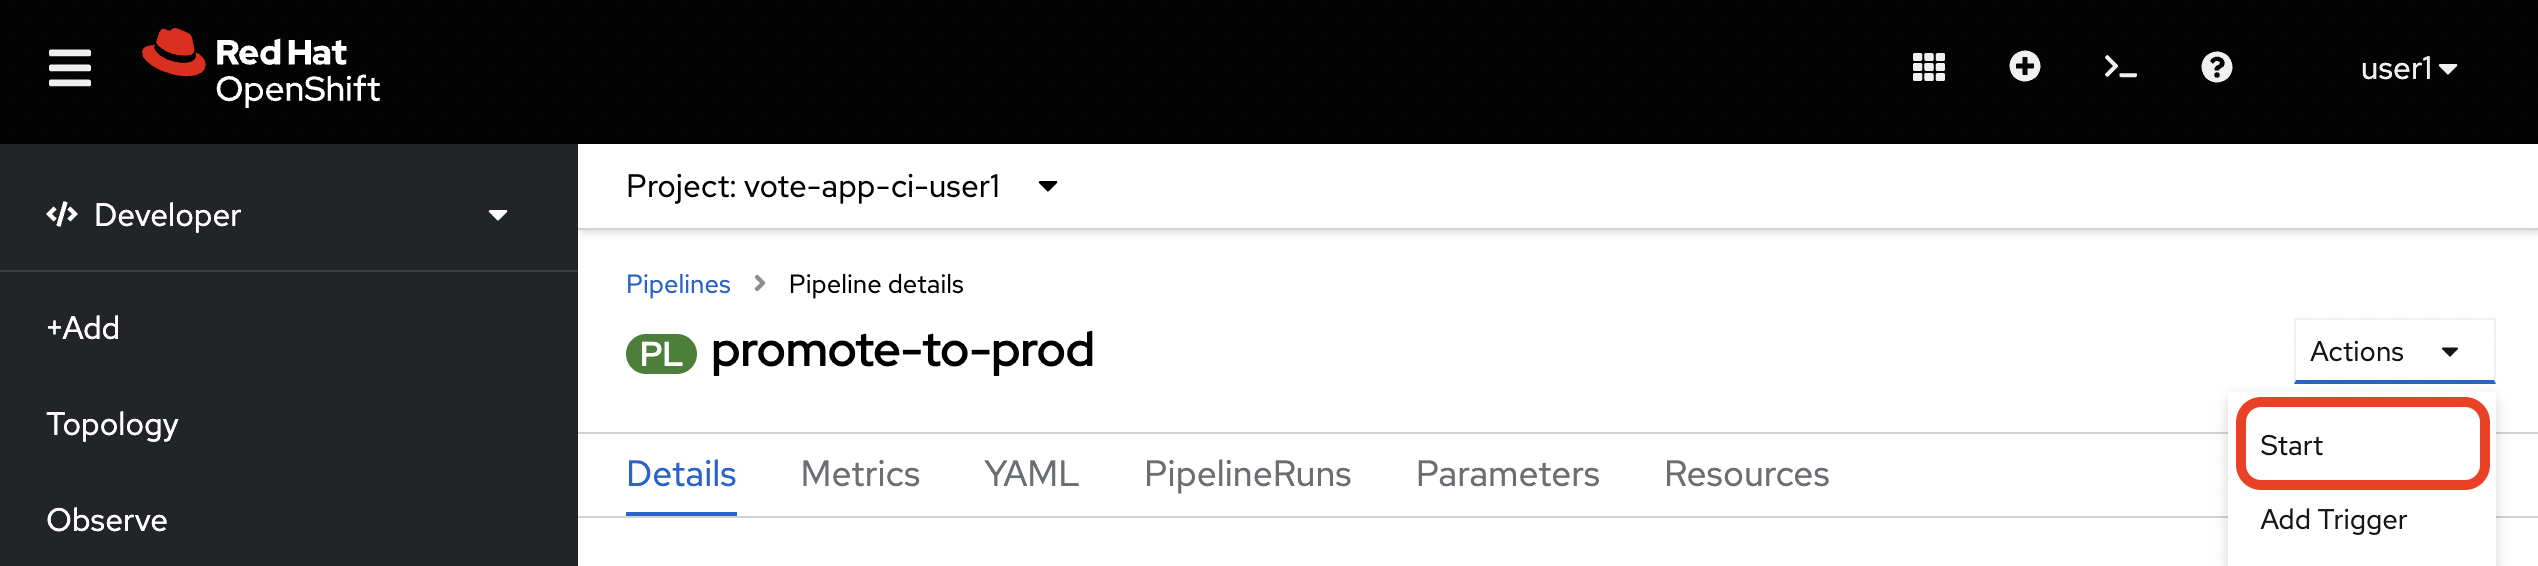 Red Hat
OpenShift
user1
Developer
Project: vote-app-ci-user1
Pipelines
Pipeline details
+Add
PL promote-to-prod
Actions
Topology
Start
Details Metrics YAML PipelineRuns Parameters Resources
Observe
Add Trigger